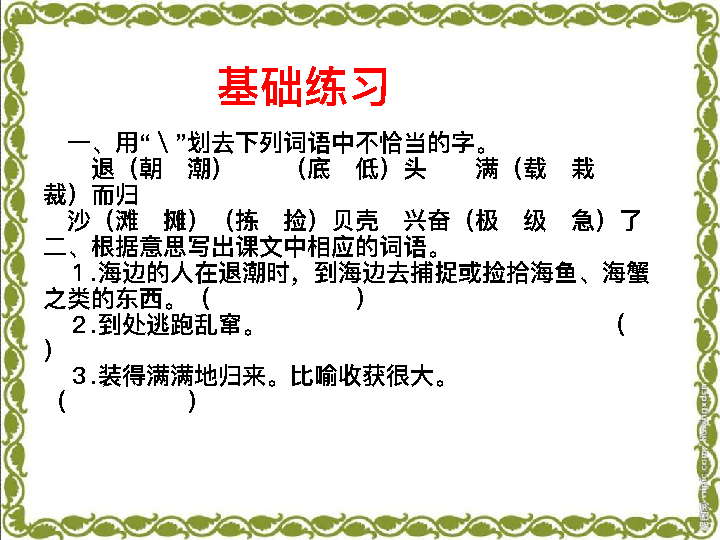 基础练习
一、用“＼”划去下列词语中不恰当的字。
退（朝　潮）　　（底　低）头　　满（载　栽
裁）而归
沙（滩　摊）（拣　捡）贝壳　兴奋（极　级　急）了
二、根据意思写出课文中相应的词语。
１.海边的人在退潮时，到海边去捕捉或捡拾海鱼、海蟹
之类的东西。（　　　　　　）
２.到处逃跑乱窜。　　　　　　　　　　　　　　　（
）
３.装得满满地归来。比喻收获很大。
（　　　　　）